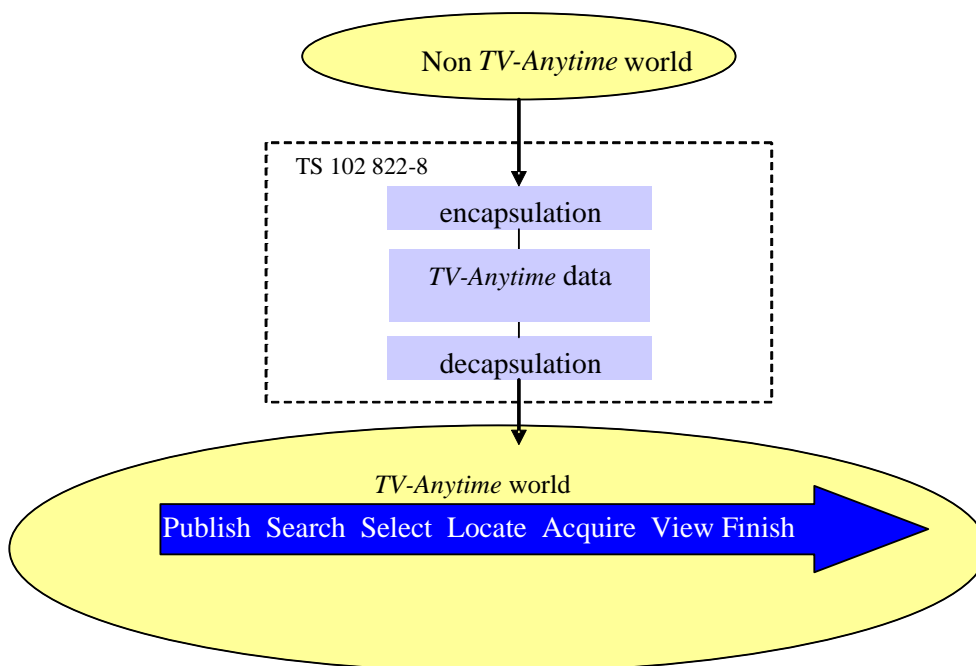 Non TV-Anytime world
TS 102 822-8
encapsulation
TV-Anytime data
decapsulation
TV-Anytime world
Publish Search Select Locate Acquire View Finish